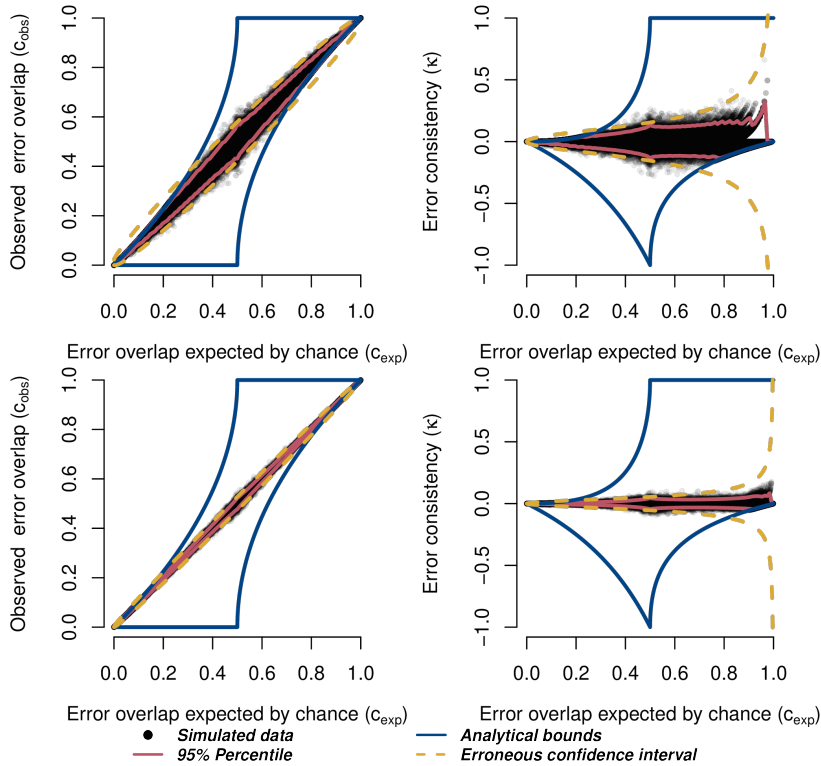 Observed error overlap (c_obs)
0.0 0.2 0.4 0.6 0.8 1.0
0.0 0.2 0.4 0.6 0.8 1.0
Error overlap expected by chance (c_exp)
Error consistency (κ)
−1.0 −0.5 0.0 0.5 1.0
0.0 0.2 0.4 0.6 0.8 1.0
Error overlap expected by chance (c_exp)
Observed error overlap (c_obs)
0.0 0.2 0.4 0.6 0.8 1.0
0.0 0.2 0.4 0.6 0.8 1.0
Error overlap expected by chance (c_exp)
Error consistency (κ)
−1.0 −0.5 0.0 0.5 1.0
0.0 0.2 0.4 0.6 0.8 1.0
Error overlap expected by chance (c_exp)
Simulated data
95% Percentile
Analytical bounds
Erroneous confidence interval